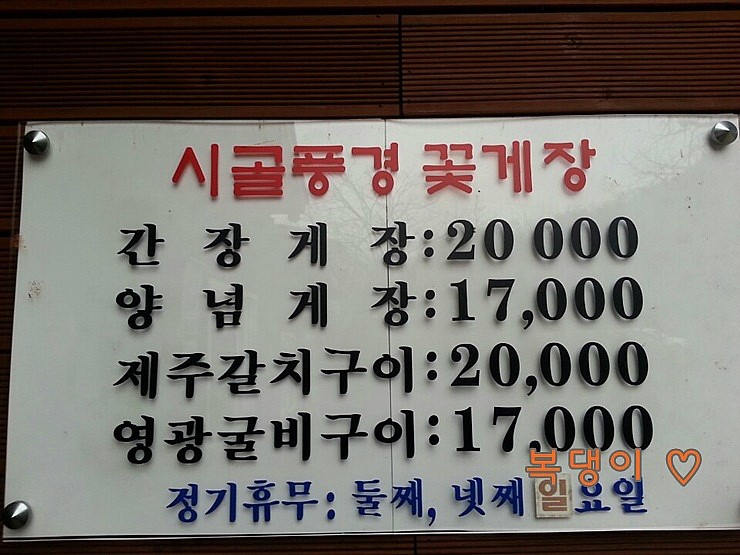 시골풍경 꽃게장
간장게장:20 000
양념게장:17,000
제주갈치구이:20,000
영광굴비구이:17,000
복댕이 ♡
정기휴무: 둘째, 넷째 일요일